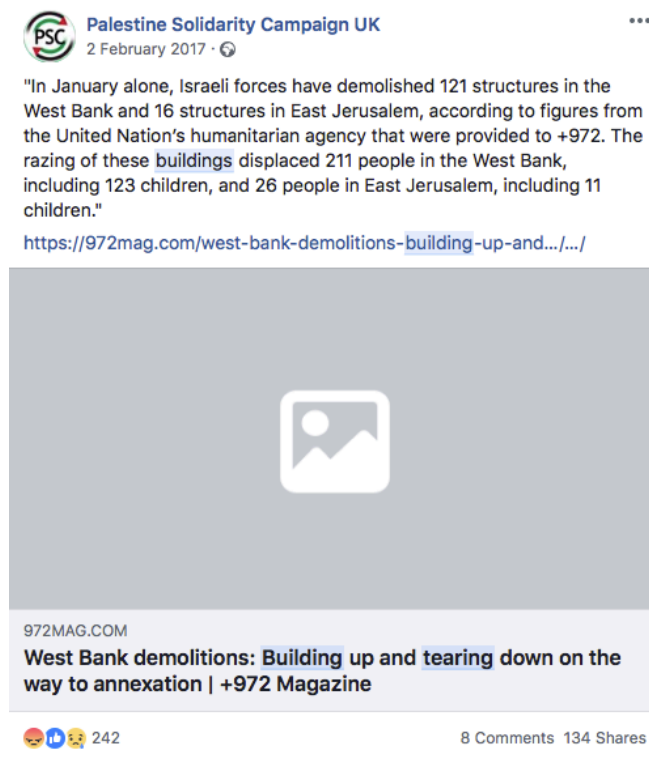 PSC
Palestine Solidarity Campaign UK
2 February 2017 ·
"In January alone, Israeli forces have demolished 121 structures in the
West Bank and 16 structures in East Jerusalem, according to figures from
the United Nation's humanitarian agency that were provided to +972. The
razing of these buildings displaced 211 people in the West Bank,
including 123 children, and 26 people in East Jerusalem, including 11
children."
https://972mag.com/west-bank-demolitions-building-up-and.../.../
972MAG.COM
West Bank demolitions: Building up and tearing down on the
way to annexation | +972 Magazine
242
8 Comments 134 Shares